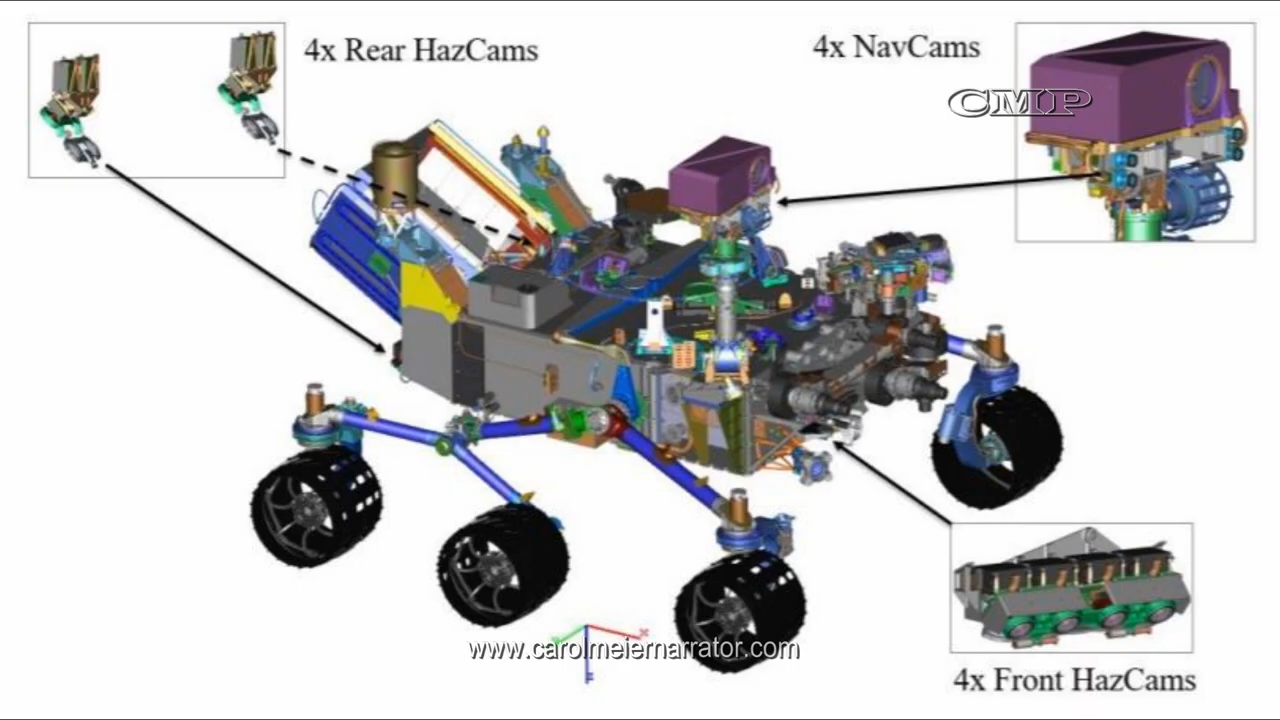 4x Rear HazCams
4x NavCams
CMP
www.carolmeiernarrator.com
4x Front HazCams